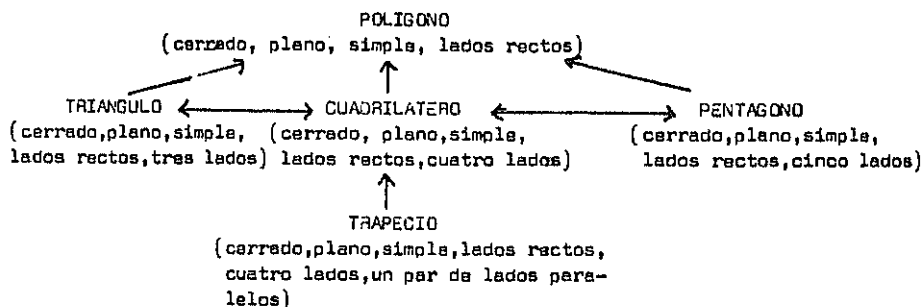 POLIGONO
(cerrado, plano, simple, lados rectos)
TRIANGULO CUADRILATERO PENTAGONO
(cerrado,plano,simple, (cerrado, plano,simple, (cerrado,plano,simple,
lados rectos,tres lados) lados rectos,cuatro lados) lados rectos,cinco lados)
TRAPECIO
(cerrado,plano,simple,lados rectos,
cuatro lados,un par de lados para-
lelos)